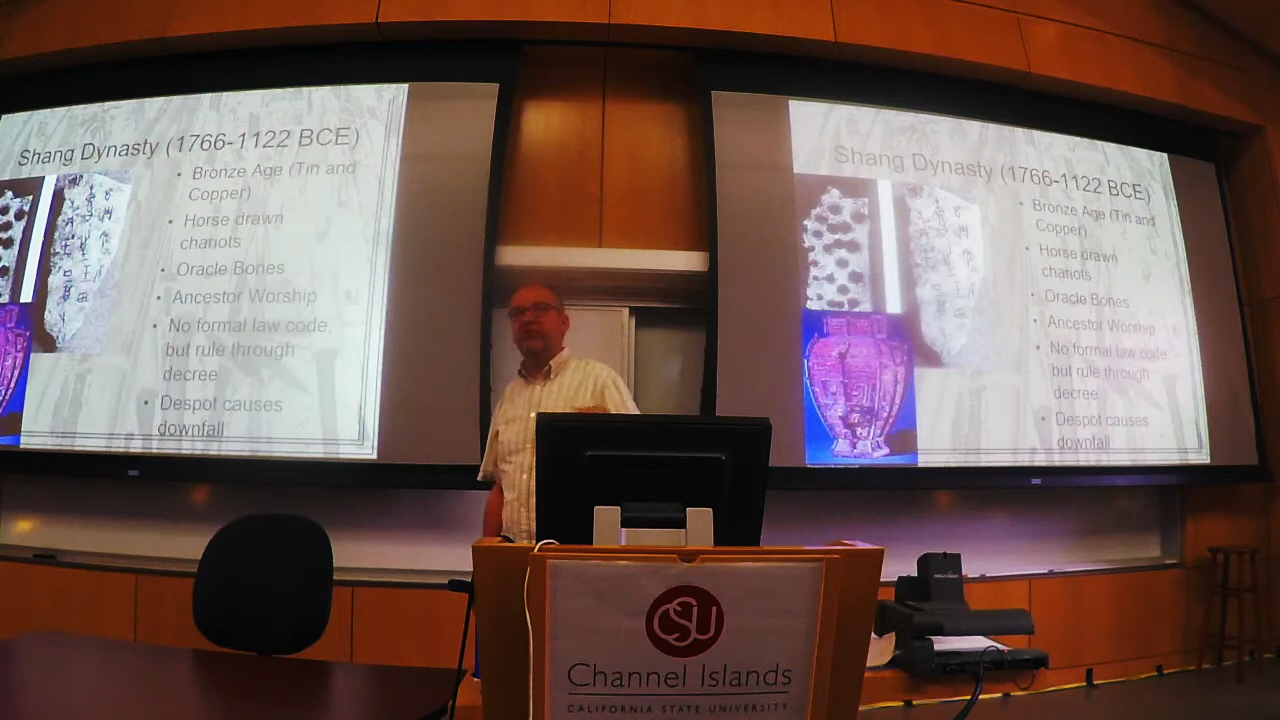 Shang Dynasty (1766-1122 BCE)
• Bronze Age (Tin and
Copper)
• Horse drawn
chariots
• Oracle Bones
• Ancestor Worship
• No formal law code,
but rule through
decree
• Despot causes
downfall
Shang Dynasty (1766-1122 BCE)
• Bronze Age (Tin and
Copper)
• Horse drawn
chariots
• Oracle Bones
• Ancestor Worship
• No formal law code,
but rule through
decree
• Despot causes
downfall
CSU
Channel Islands
CALIFORNIA STATE UNIVERSITY